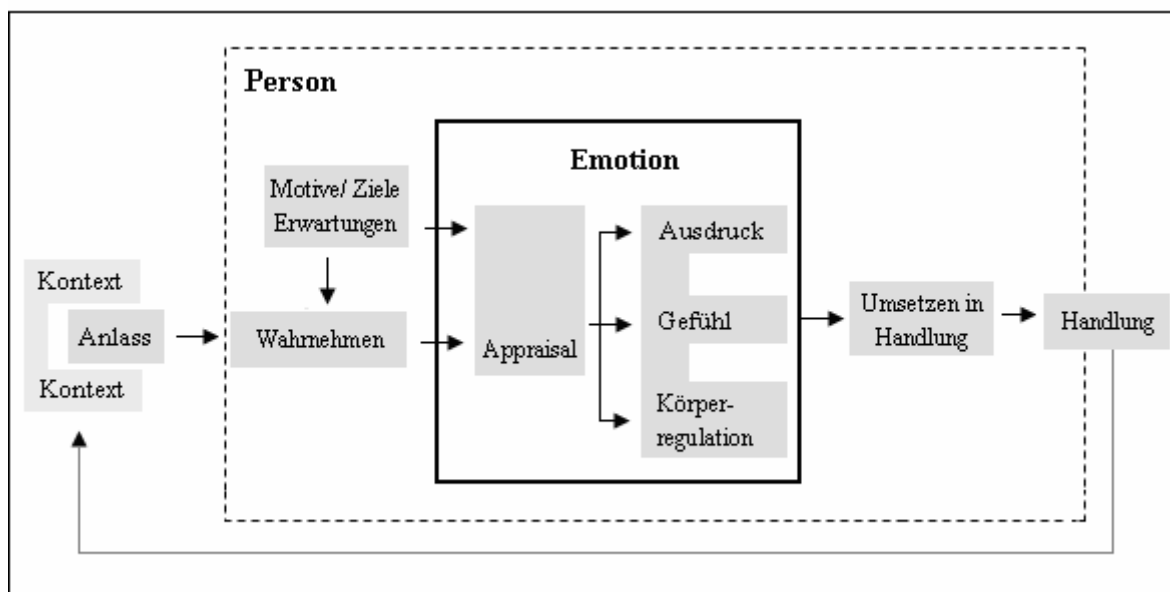 Person
Emotion
Motive/ Ziele
Erwartungen
Kontext
Anlass
Kontext
Wahrnehmen
Appraisal
Ausdruck
Gefühl
Körper-
regulation
Umsetzen in
Handlung
Handlung